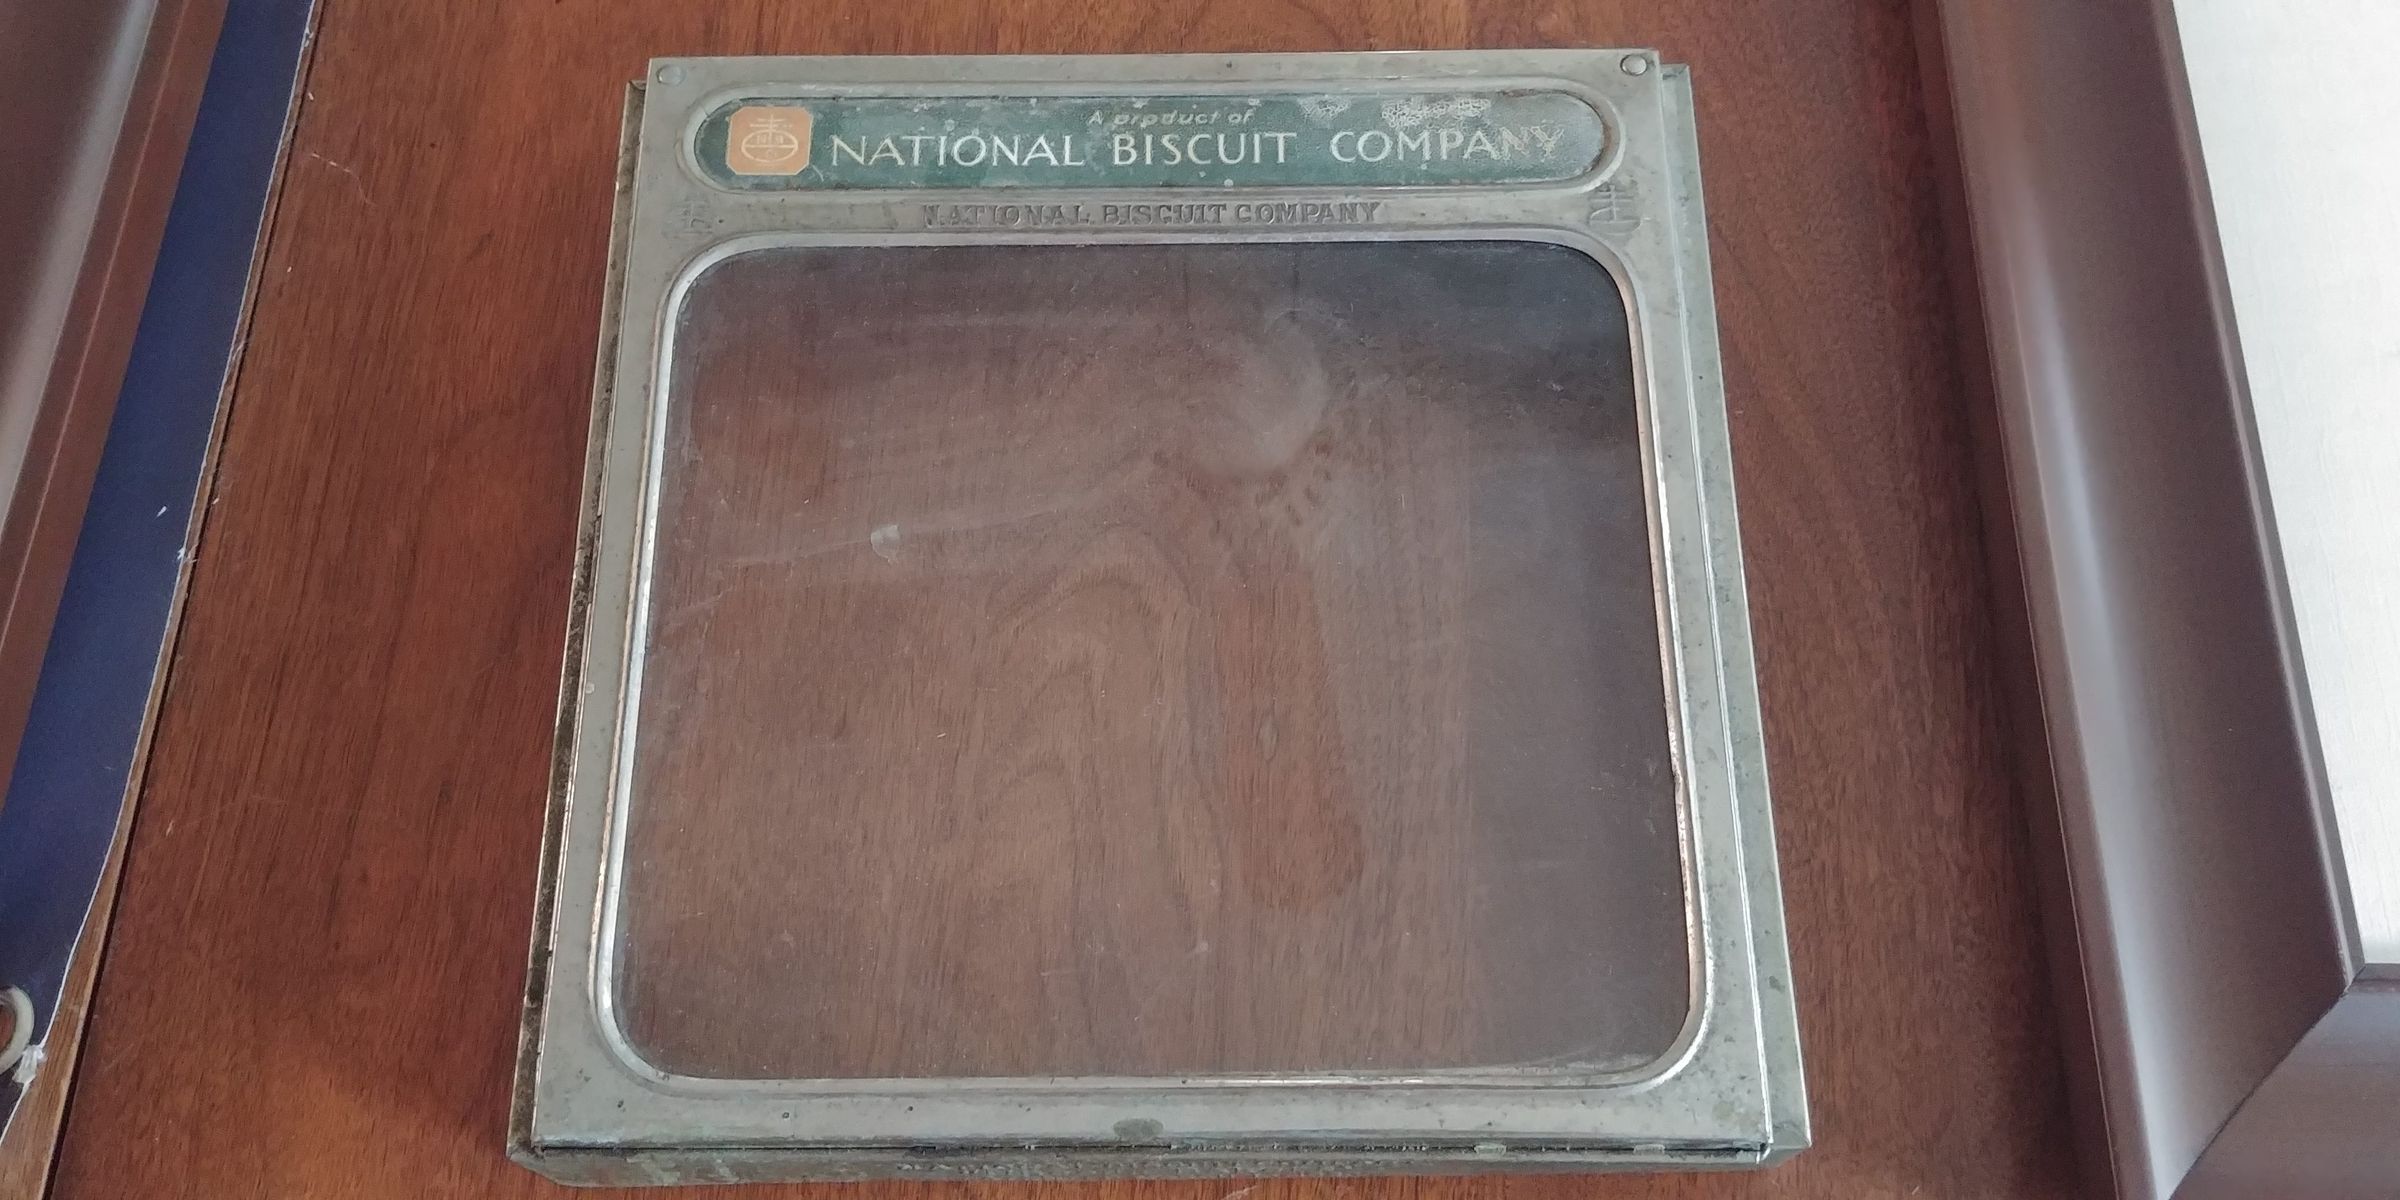 A product of
NATIONAL BISCUIT COMPANY
NATIONAL BISCUIT COMPANY